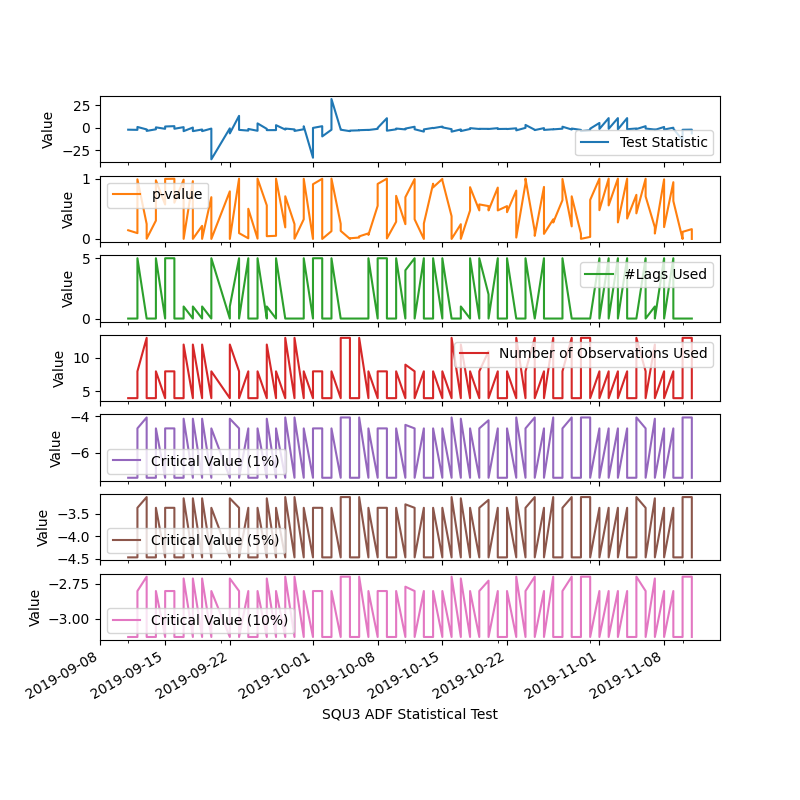 25
0
−25
Value
Test Statistic
1
0
Value
p-value
5
0
Value
#Lags Used
10
5
Value
Number of Observations Used
−4
−6
Value
Critical Value (1%)
−3.5
−4.0
−4.5
Value
Critical Value (5%)
−2.75
−3.00
Value
Critical Value (10%)
2019-09-08
2019-09-15
2019-09-22
2019-10-01
2019-10-08
2019-10-15
2019-10-22
2019-11-01
2019-11-08
SQU3 ADF Statistical Test